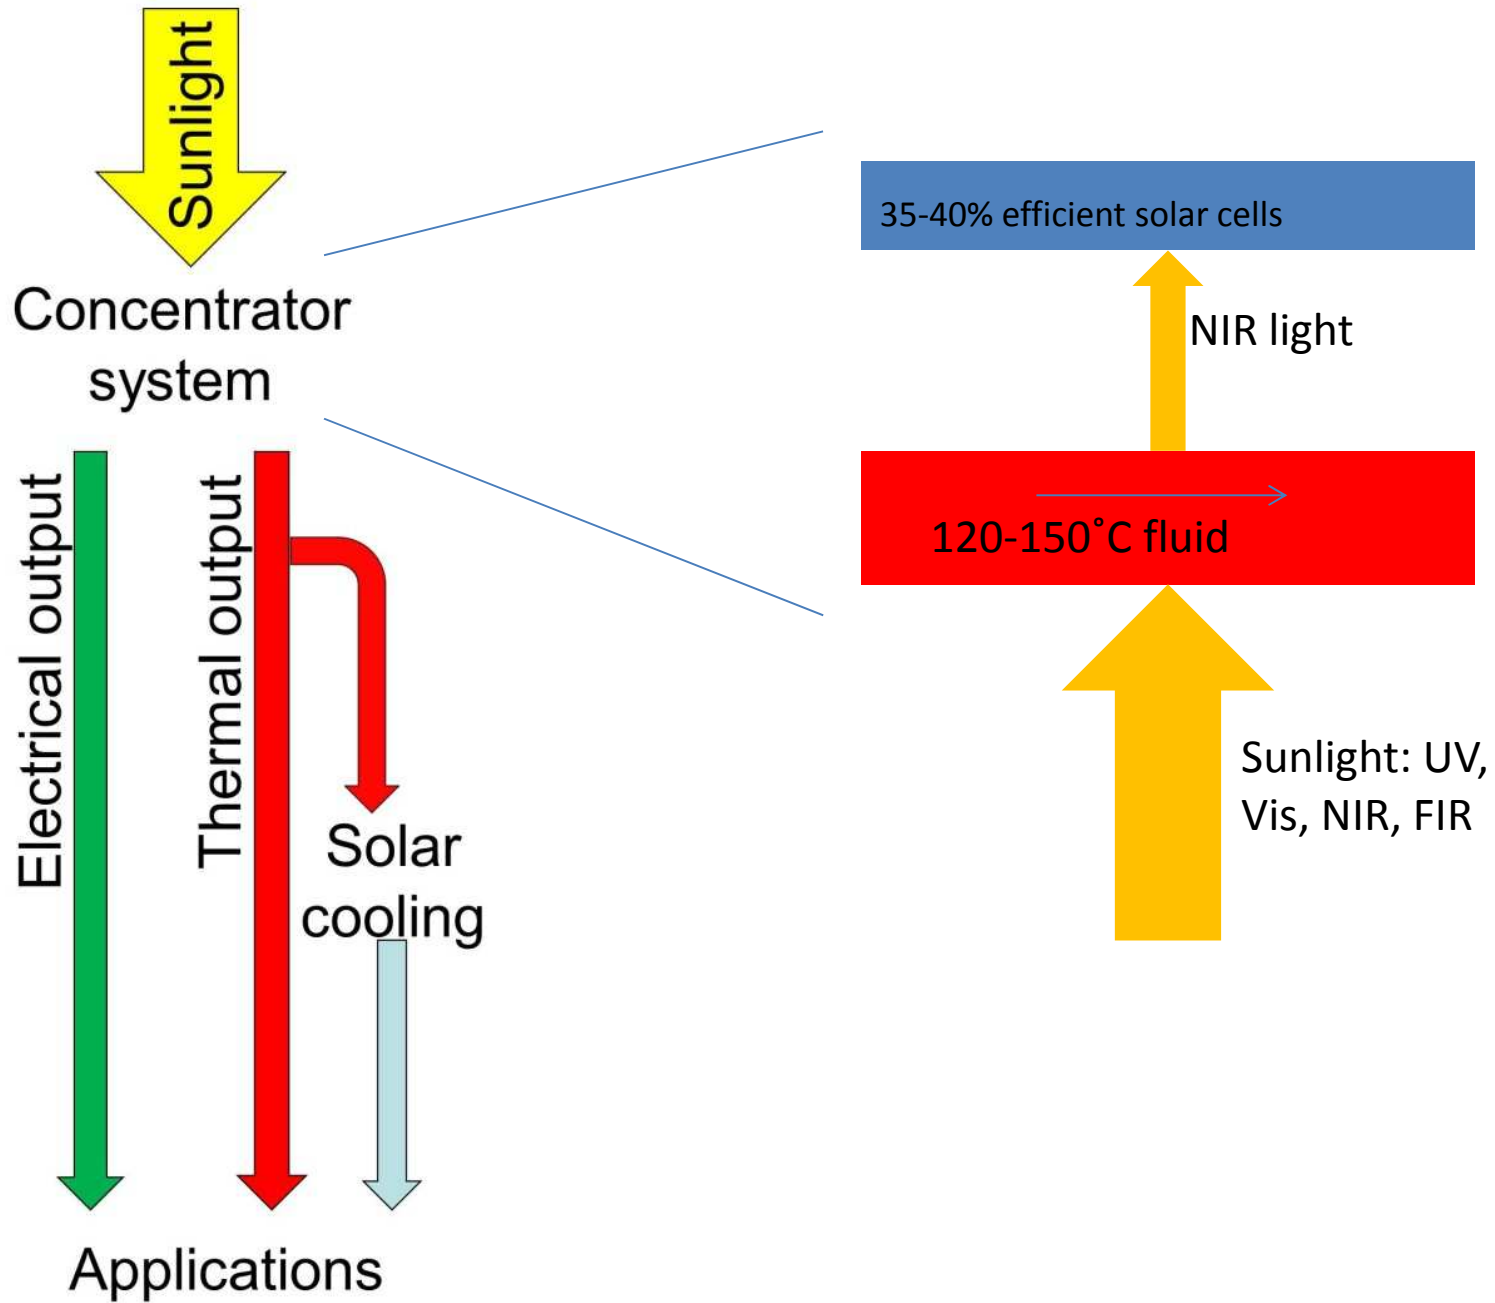 Sunlight
Concentrator
system
Electrical output
Thermal output
Solar
cooling
Applications
35-40% efficient solar cells
NIR light
120-150˚C fluid
Sunlight: UV,
Vis, NIR, FIR